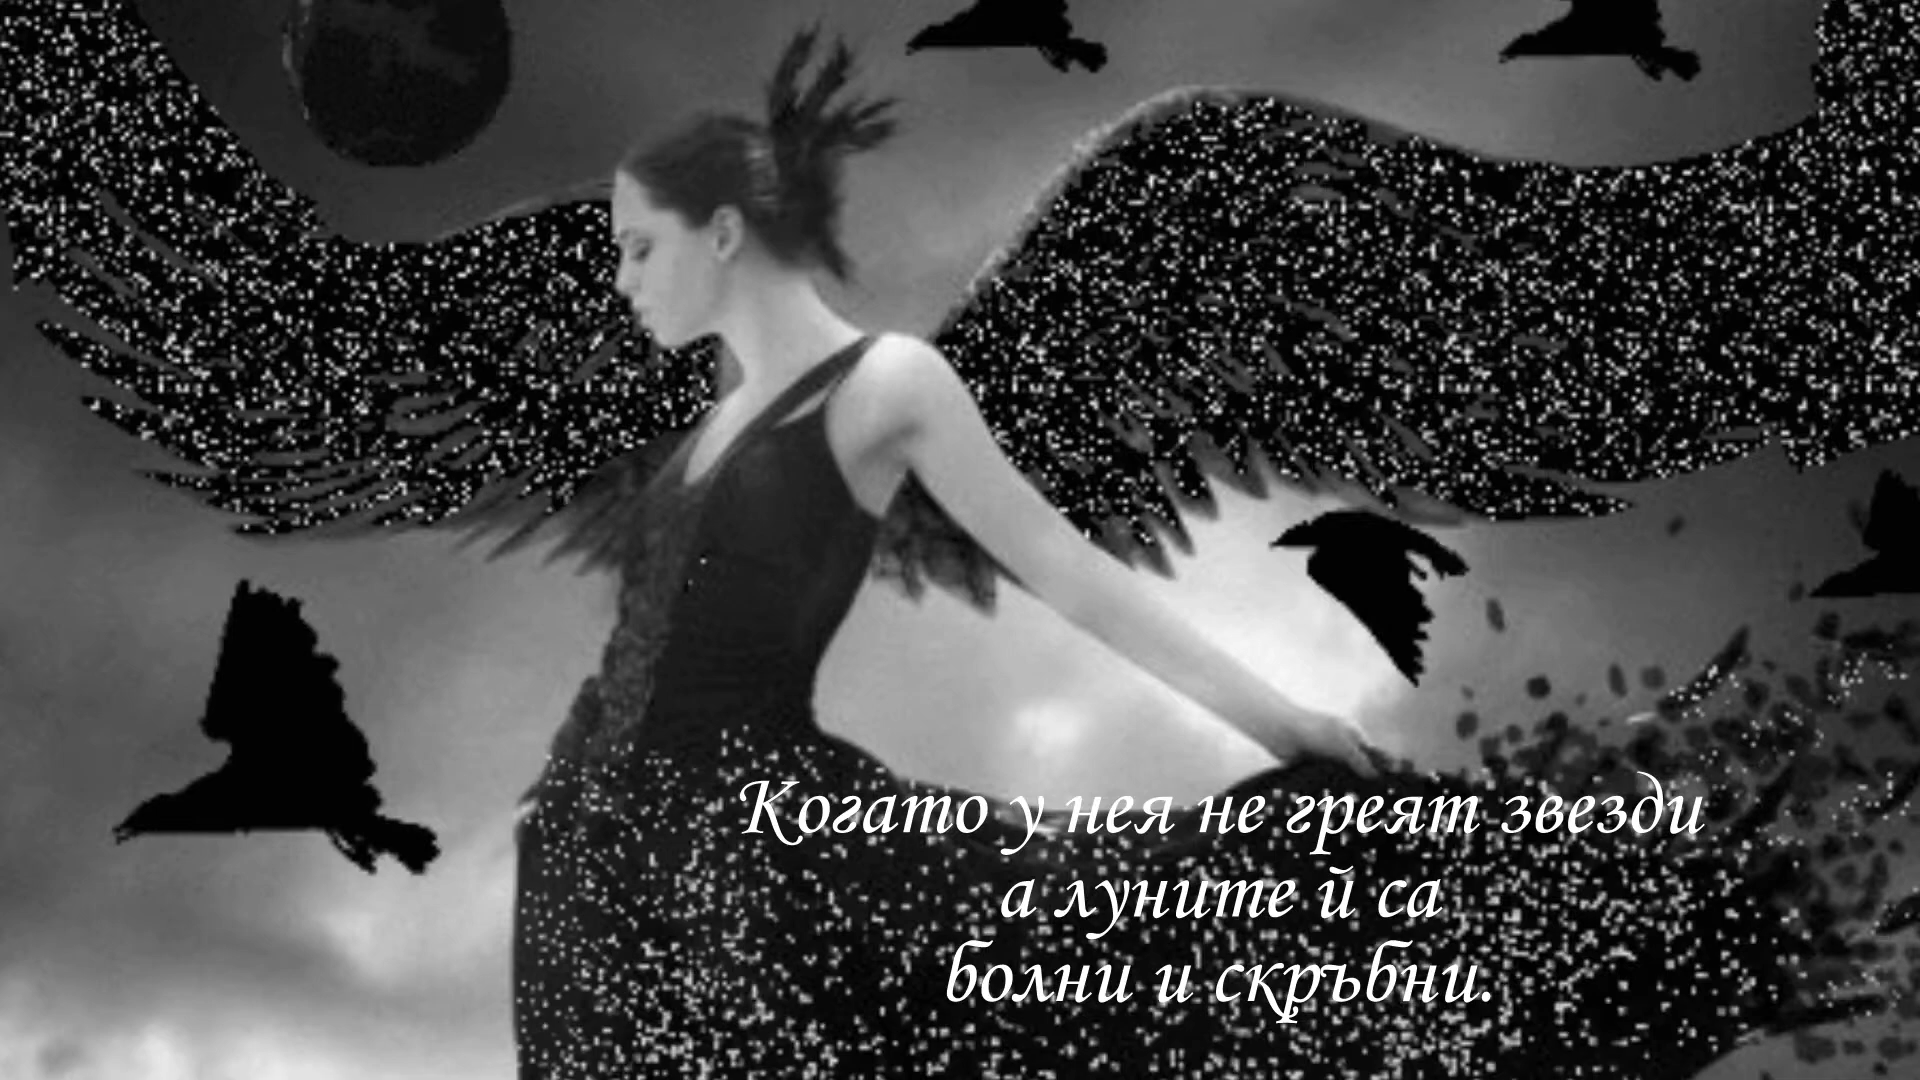 Когато у нея не греят звезди
а луните й са
болни и скръбни.